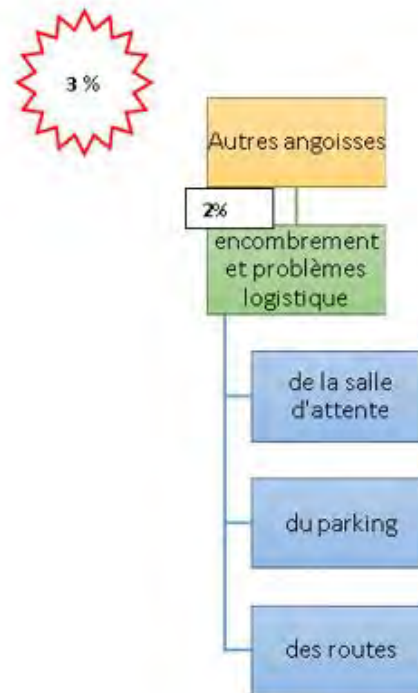 3 %
Autres angoisses
2%
encombrement
et problèmes
logistique
de la salle
d'attente
du parking
des routes